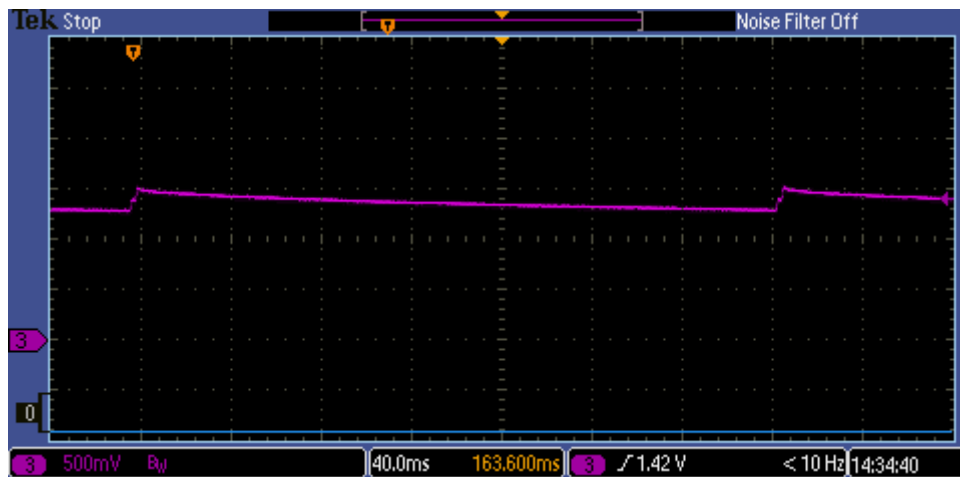 Tek Stop
Noise Filter Off
T
T
3
0
3 500mV BW
40.0ms 163.600ms
3 1.42 V
< 10 Hz
14:34:40